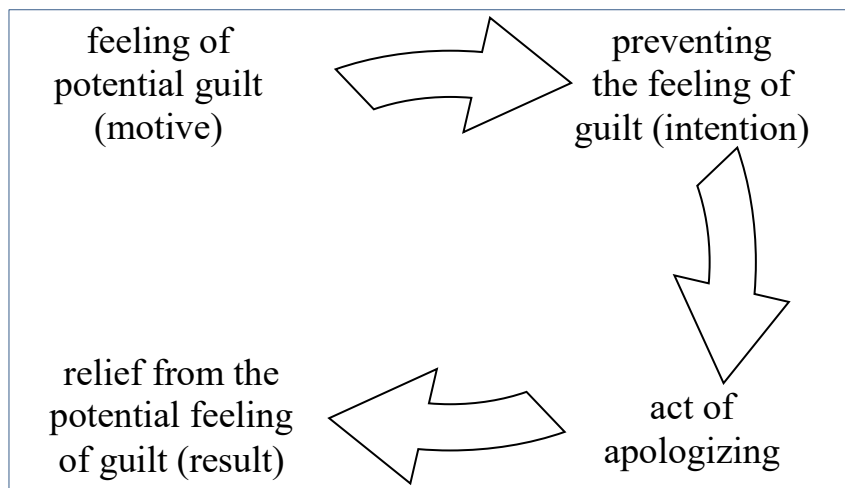 feeling of
potential guilt
(motive)
preventing
the feeling of
guilt (intention)
act of
apologizing
relief from the
potential feeling
of guilt (result)